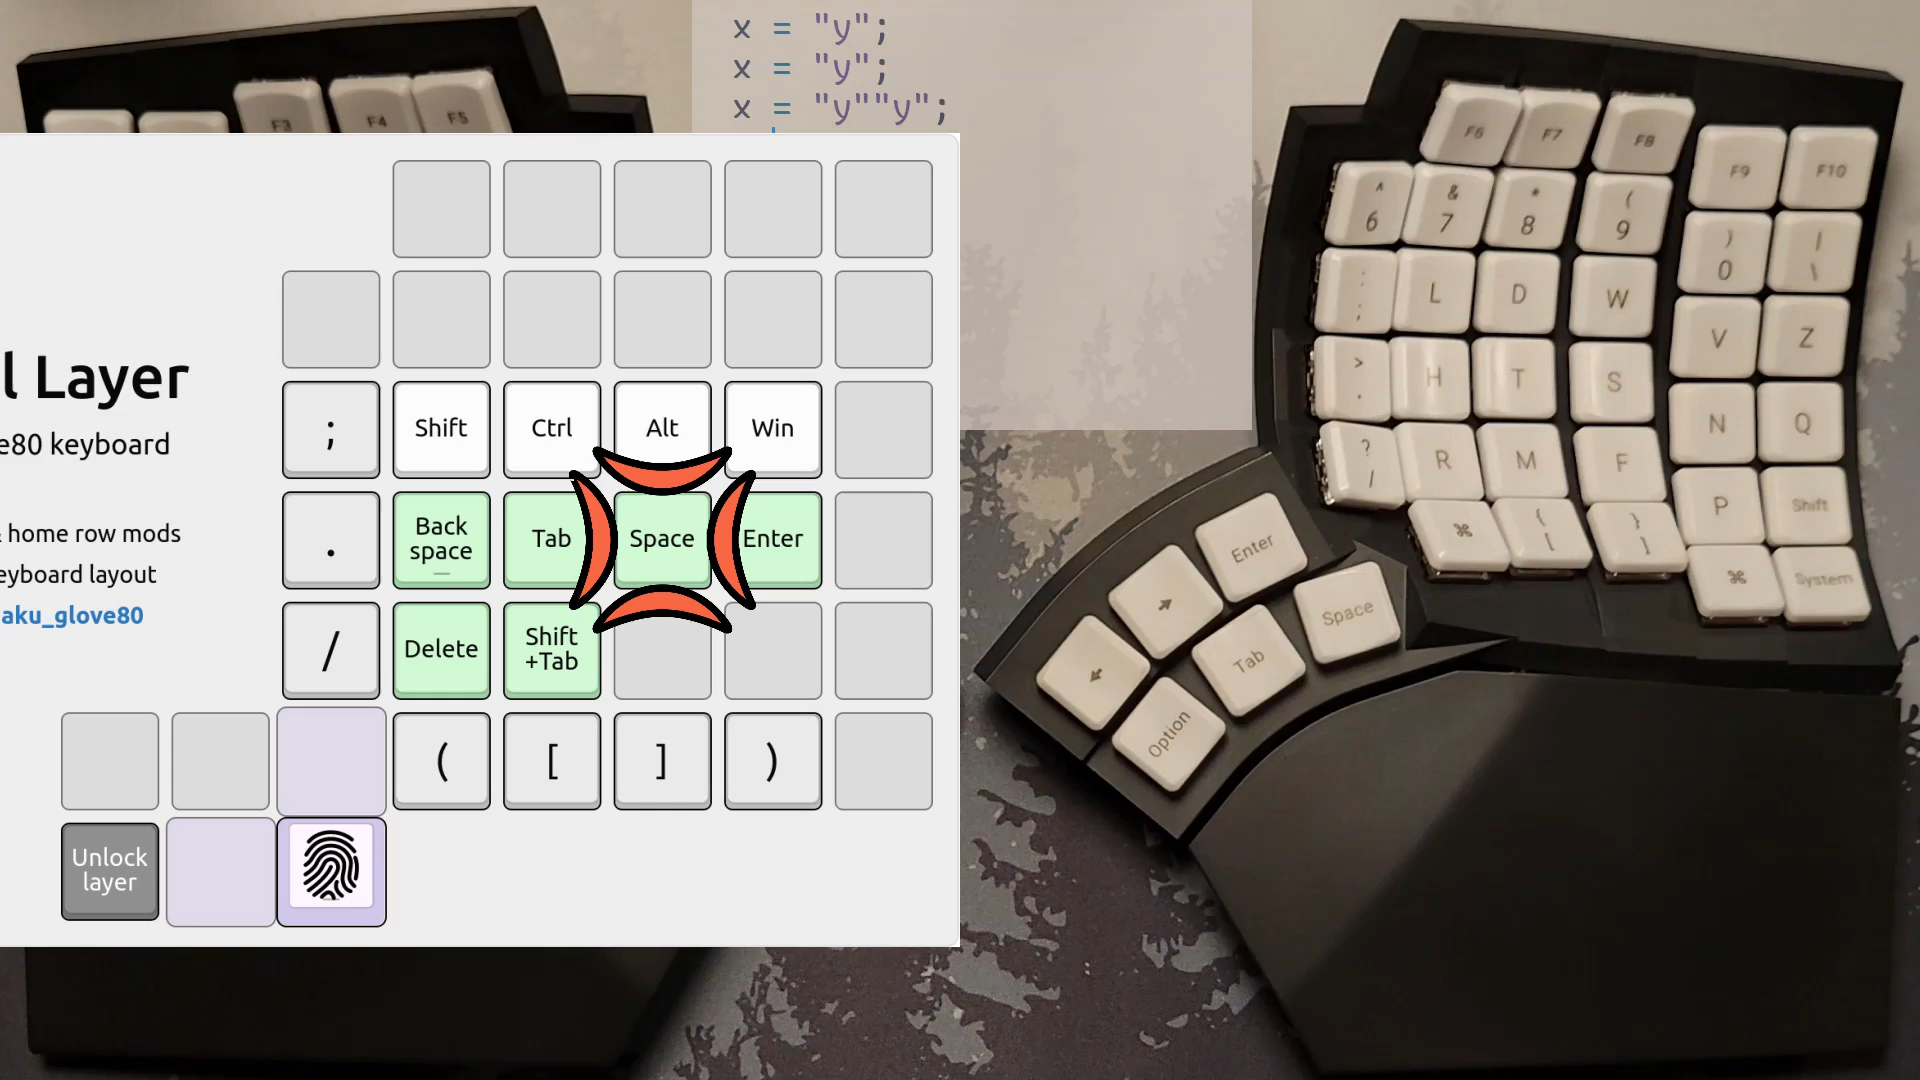 x = "y";
x = "y";
x = "y""y";
F3
F4
F5
l Layer
e80 keyboard
& home row mods
eyboard layout
aku_glove80
;
Shift
Ctrl
Alt
Win
.
Back
space
Tab
Space
Enter
/
Delete
Shift
+Tab
(
[
]
)
Unlock
layer
F6
F7
F8
F9
F10
^
6
&
7
*
8
(
9
)
0
|
\
:
;
L
D
W
V
Z
>
.
H
T
S
N
Q
?
/
R
M
F
P
Shift
⌘
{
[
}
]
⌘
System
Enter
→
Space
←
Tab
Option